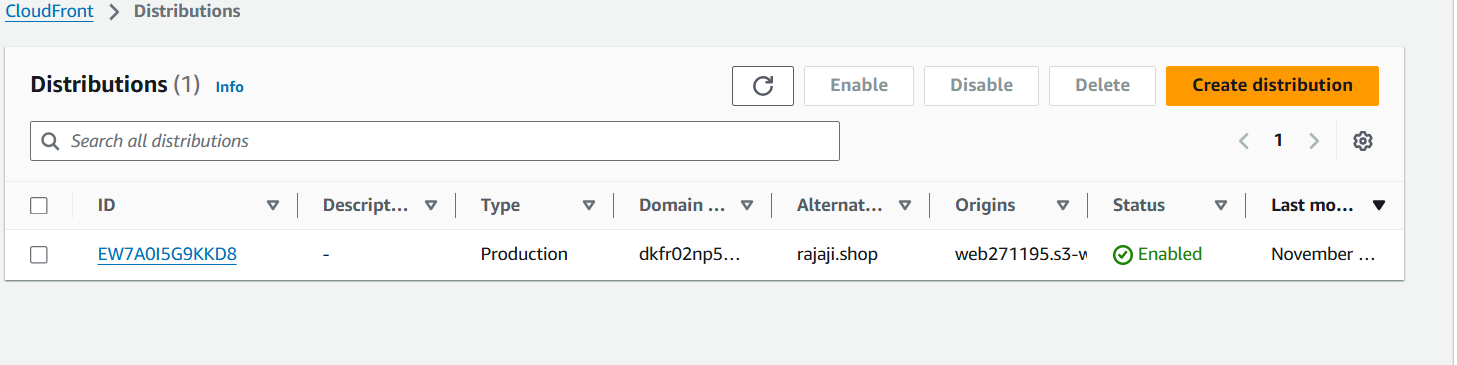 CloudFront > Distributions
Distributions (1) Info
Enable Disable Delete Create distribution
Search all distributions
1
ID Descript... Type Domain ... Alternat... Origins Status Last mo...
EW7A0I5G9KKD8 - Production dkfr02np5... rajaji.shop web271195.s3-w Enabled November ...